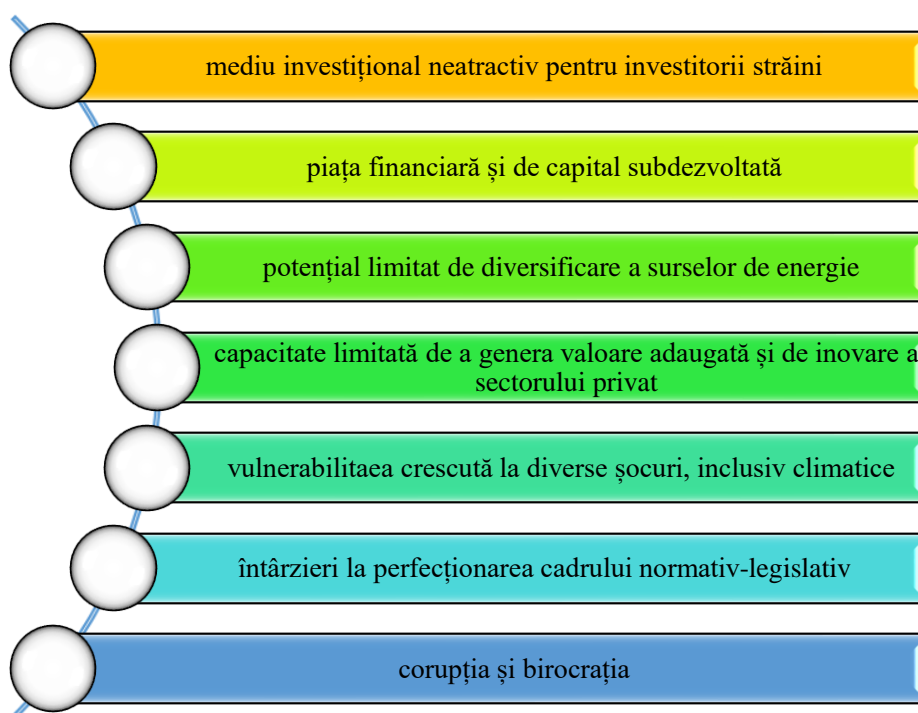 mediu investițional neatractiv pentru investitorii străini
piața financiară și de capital subdezvoltată
potențial limitat de diversificare a surselor de energie
capacitate limitată de a genera valoare adaugată și de inovare a
sectorului privat
vulnerabilitaea crescută la diverse șocuri, inclusiv climatice
întârzieri la perfecționarea cadrului normativ-legislativ
corupția și birocrația